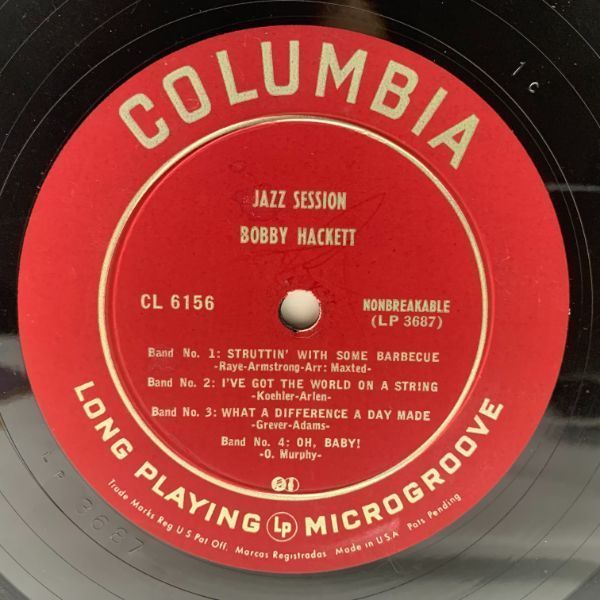 COLUMBIA
1C
JAZZ SESSION
BOBBY HACKETT
CL 6156
NONBREAKABLE
(LP 3687)
Band No. 1: STRUTTIN' WITH SOME BARBECUE
-Raye-Armstrong-Arr: Maxted-
Band No. 2: I'VE GOT THE WORLD ON A STRING
-Koehler-Arlen-
Band No. 3: WHAT A DIFFERENCE A DAY MADE
-Grever-Adams-
Band No. 4: OH, BABY!
-O. Murphy-
LONG PLAYING LP MICROGROOVE
Trade Marks Reg U S Pat Off. Marcas Registradas Made in U.S.A Pats Pending
LP 3687